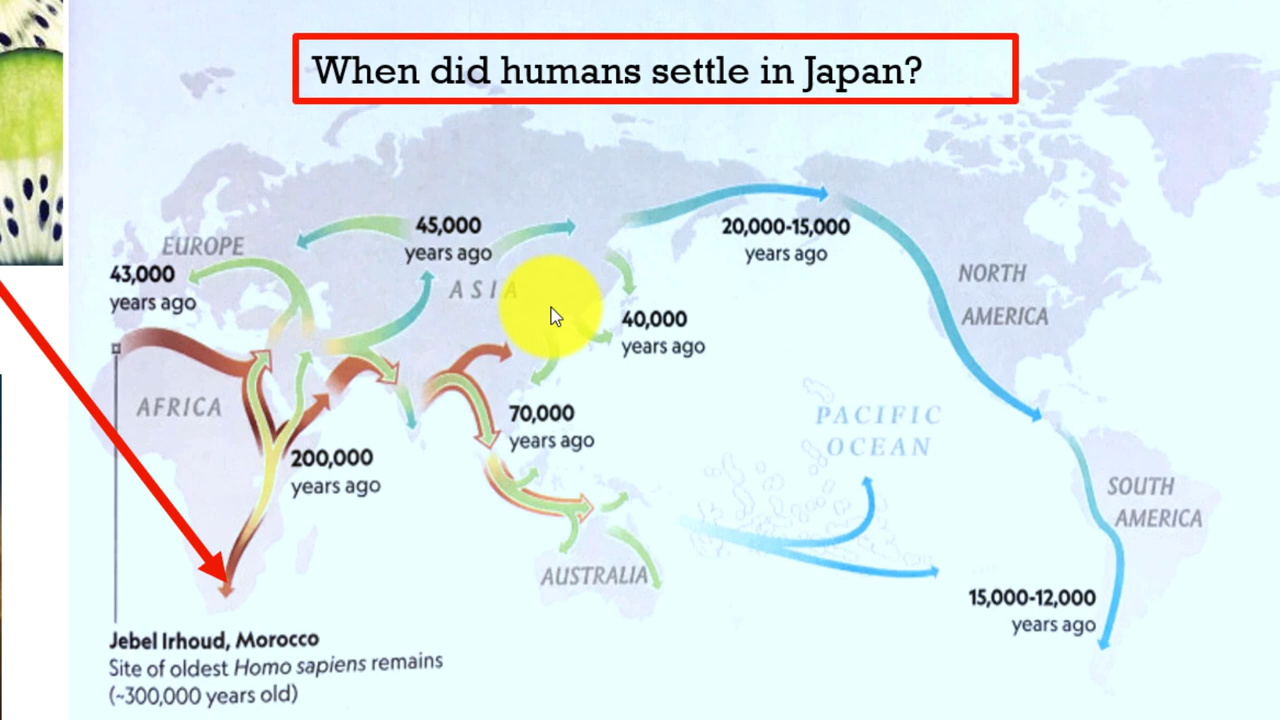 When did humans settle in Japan?
45,000
years ago
20,000-15,000
years ago
EUROPE
43,000
years ago
ASIA
NORTH
AMERICA
40,000
years ago
AFRICA
70,000
years ago
PACIFIC
OCEAN
200,000
years ago
SOUTH
AMERICA
AUSTRALIA
15,000-12,000
years ago
Jebel Irhoud, Morocco
Site of oldest Homo sapiens remains
(~300,000 years old)